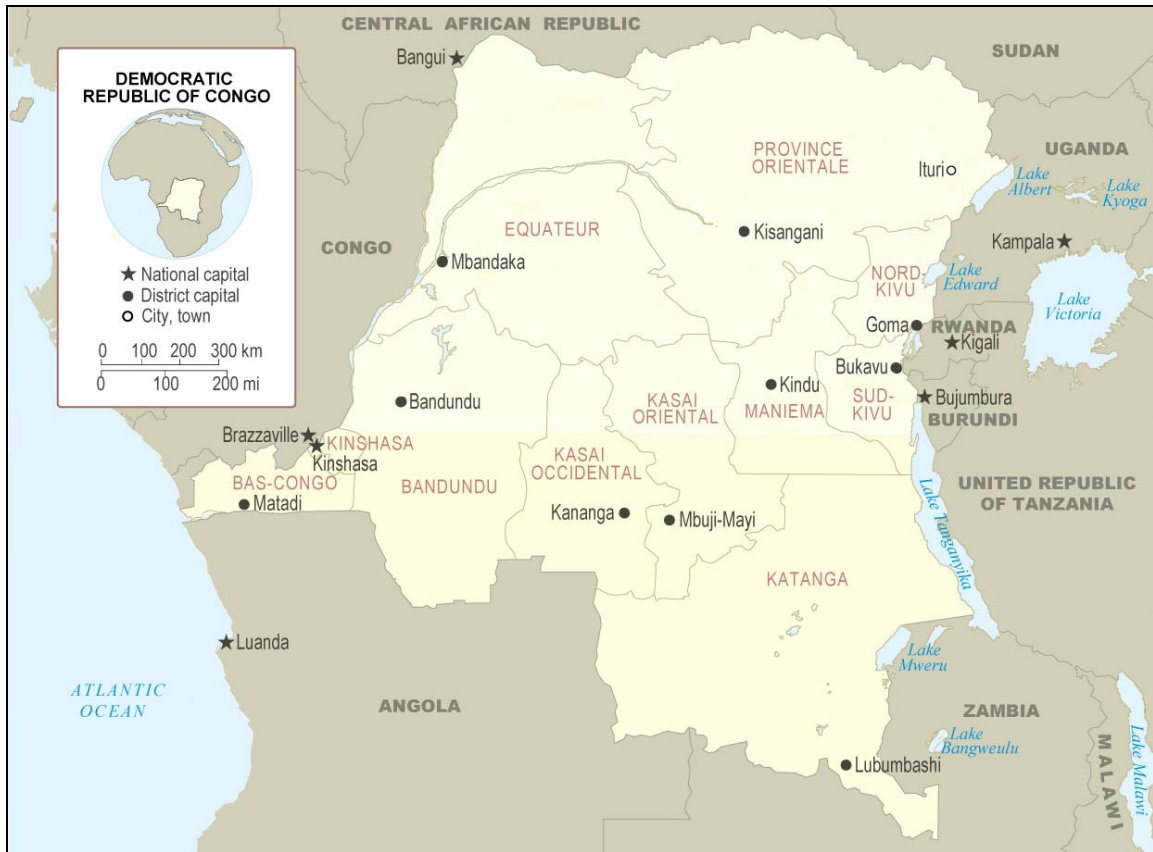 CENTRAL AFRICAN REPUBLIC
SUDAN
Bangui
DEMOCRATIC
REPUBLIC OF CONGO
National capital
District capital
City, town
0 100 200 300 km
0 100 200 mi
PROVINCE
ORIENTALE
Ituri
UGANDA
Lake
Albert
Lake
Kyoga
CONGO
EQUATEUR
Kisangani
Kampala
Mbandaka
NORD-
KIVU
Lake
Edward
Lake
Victoria
Goma
RWANDA
Kigali
Bukavu
Bandundu
KASAI
ORIENTAL
Kindu
MANIEMA
SUD-
KIVU
Bujumbura
BURUNDI
Brazzaville
KINSHASA
Kinshasa
BAS-CONGO
Matadi
BANDUNDU
KASAI
OCCIDENTAL
Kananga
Mbuji-Mayi
UNITED REPUBLIC
OF TANZANIA
Lake Tanganyika
KATANGA
Luanda
Lake
Mweru
ATLANTIC
OCEAN
ANGOLA
ZAMBIA
Lake
Bangweulu
Lubumbashi
MALAWI
Lake Malawi